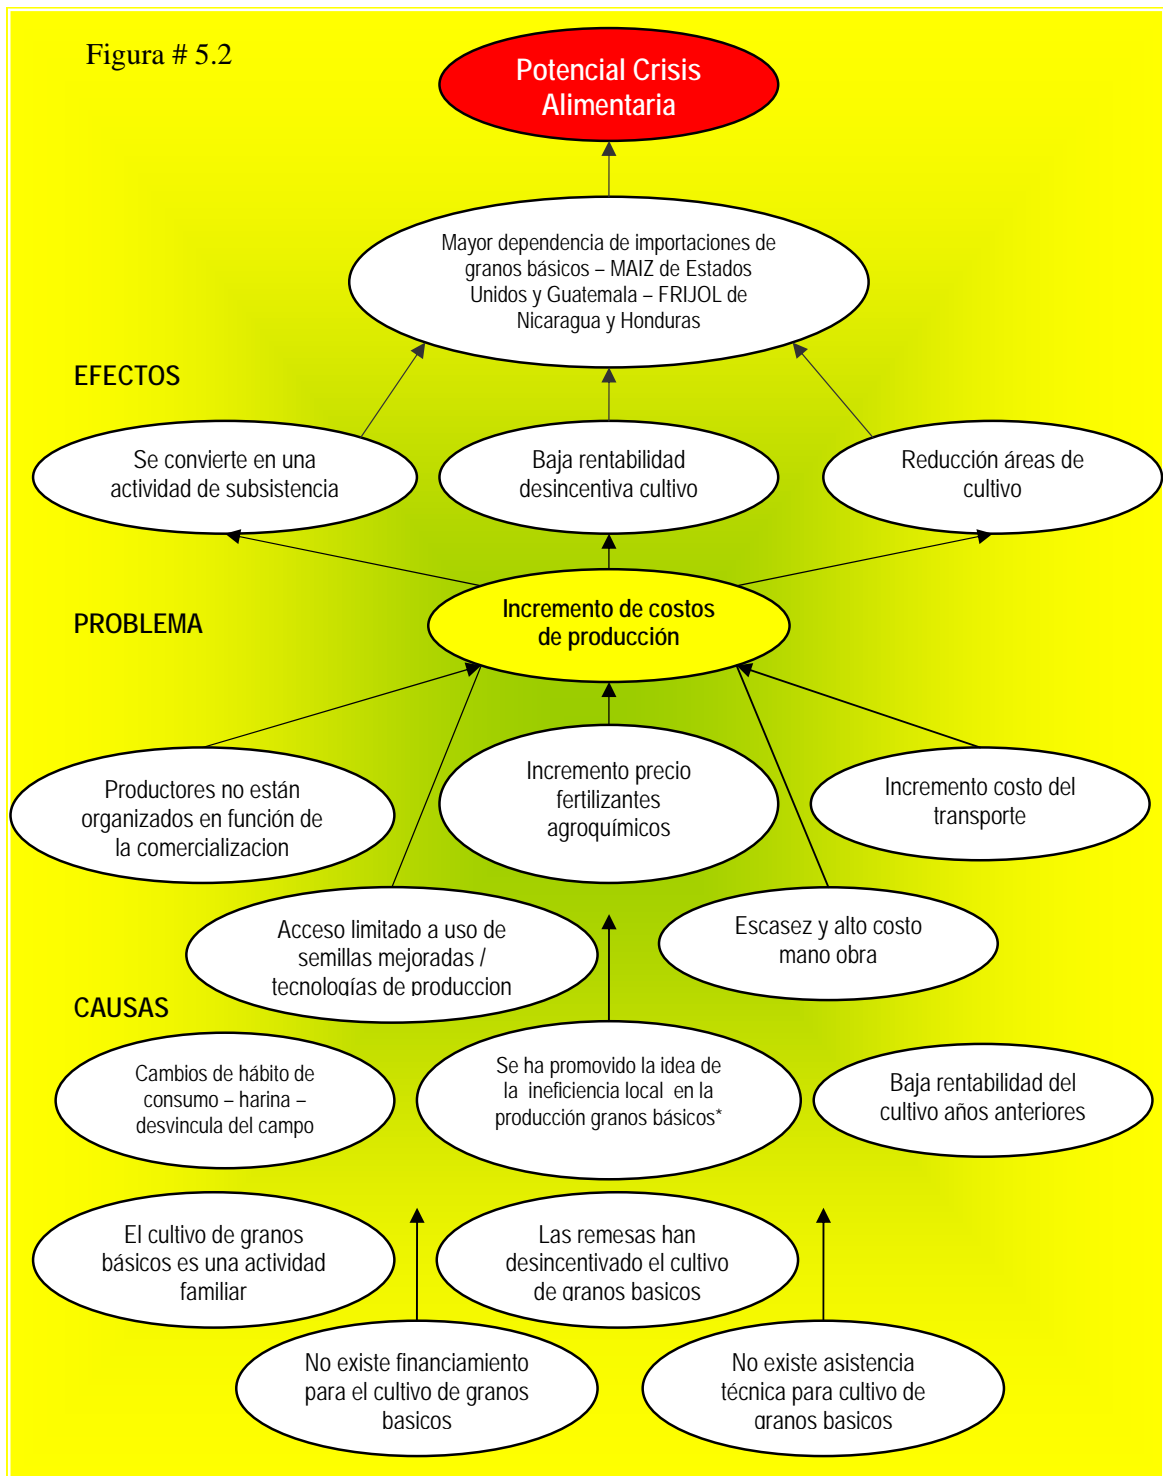 Figura # 5.2
Potencial Crisis
Alimentaria
Mayor dependencia de importaciones de
granos básicos – MAIZ de Estados
Unidos y Guatemala – FRIJOL de
Nicaragua y Honduras
EFECTOS
Se convierte en una
actividad de subsistencia
Baja rentabilidad
desincentiva cultivo
Reducción áreas de
cultivo
PROBLEMA
Incremento de costos
de producción
Productores no están
organizados en función de
la comercializacion
Incremento precio
fertilizantes
agroquímicos
Incremento costo del
transporte
Acceso limitado a uso de
semillas mejoradas /
tecnologías de produccion
Escasez y alto costo
mano obra
CAUSAS
Cambios de hábito de
consumo – harina –
desvincula del campo
Se ha promovido la idea de
la ineficiencia local en la
producción granos básicos*
Baja rentabilidad del
cultivo años anteriores
El cultivo de granos
básicos es una actividad
familiar
Las remesas han
desincentivado el cultivo
de granos basicos
No existe financiamiento
para el cultivo de granos
basicos
No existe asistencia
técnica para cultivo de
granos basicos